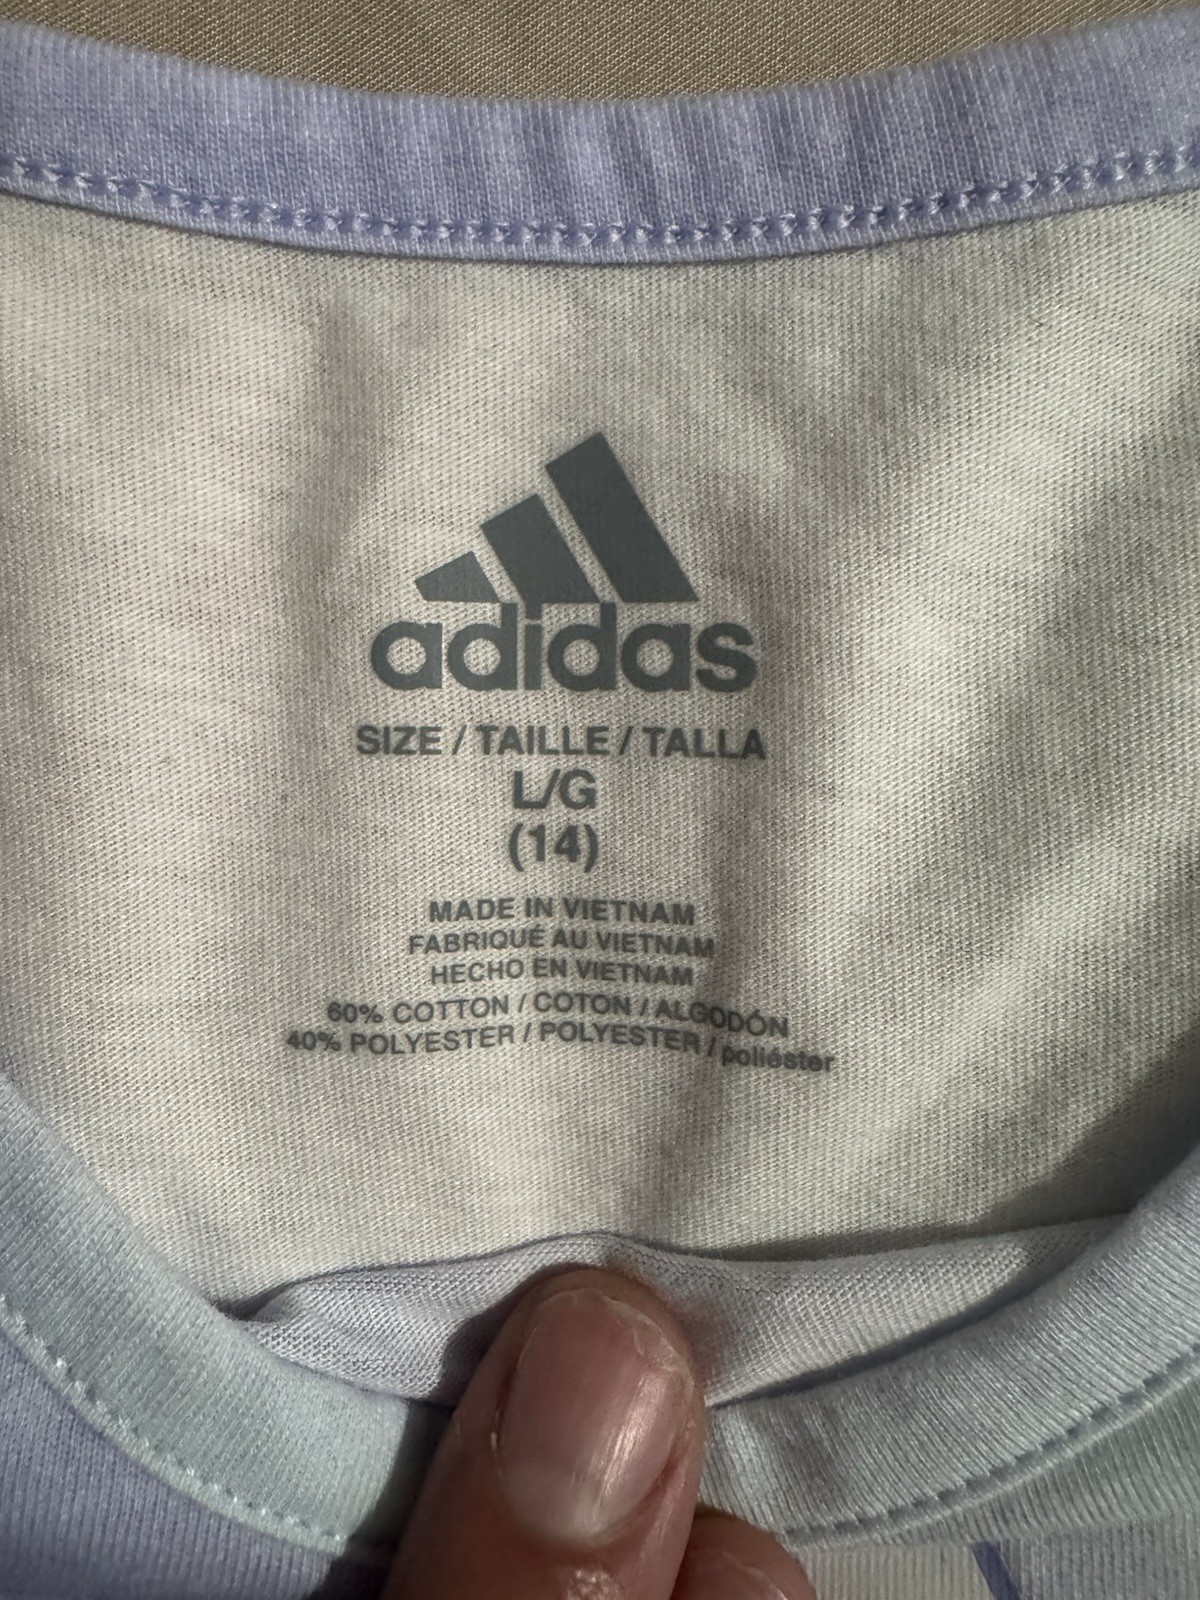 adidas
SIZE / TAILLE / TALLA
L/G
(14)
MADE IN VIETNAM
FABRIQUÉ AU VIETNAM
HECHO EN VIETNAM
60% COTTON / COTON / ALGODÓN
40% POLYESTER / POLYESTER / poliéster